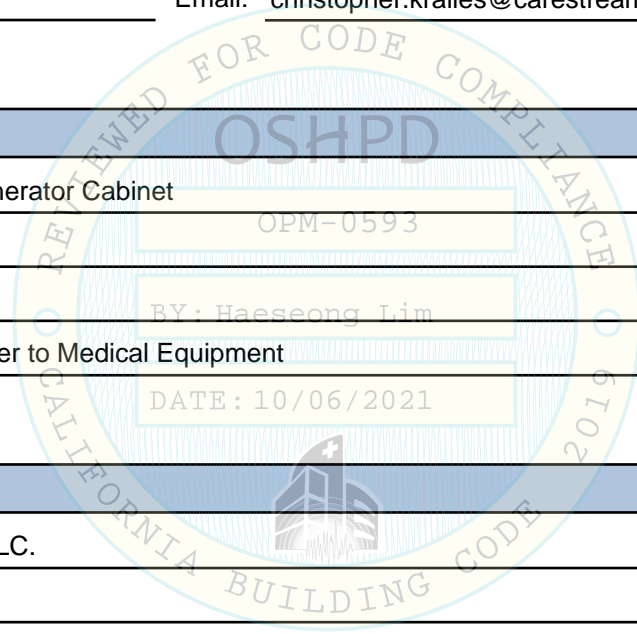 Email: christopher.kralles@carestream
REVIEWED FOR CODE COMPLIANCE
OSHPD
nerator Cabinet
OPM-0593
BY: Haeseong Lim
er to Medical Equipment
DATE: 10/06/2021
LC.
CALIFORNIA BUILDING CODE 2019